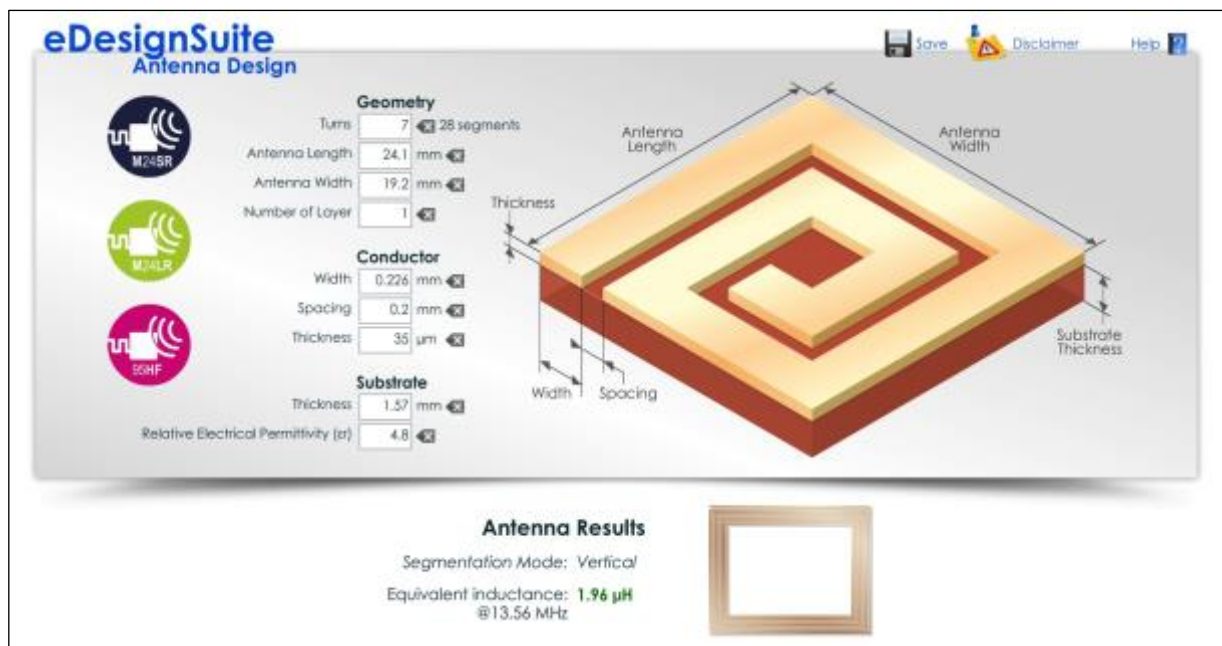 eDesignSuite
Antenna Design
Save
Disclaimer
Help
M24SR
M24LR
95HF
Geometry
Turns 7 28 segments
Antenna Length 24.1 mm
Antenna Width 19.2 mm
Number of Layer 1
Conductor
Width 0.226 mm
Spacing 0.2 mm
Thickness 35 µm
Substrate
Thickness 1.57 mm
Relative Electrical Permittivity (εr) 4.8
Antenna
Length
Antenna
Width
Thickness
Width
Spacing
Substrate
Thickness
Antenna Results
Segmentation Mode: Vertical
Equivalent inductance: 1.96 µH
@13.56 MHz